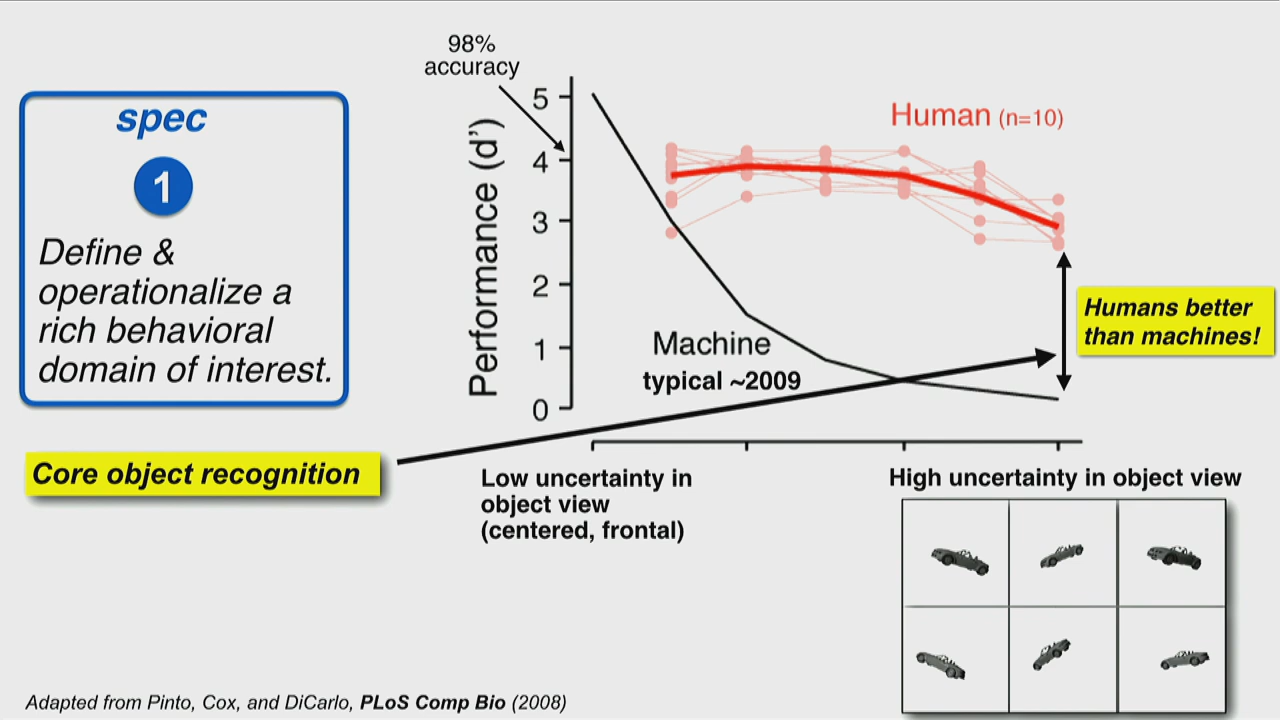 98%
accuracy
spec
1
Define &
operationalize a
rich behavioral
domain of interest.
Performance (d')
5
4
3
2
1
0
Human (n=10)
Machine
typical ~2009
Humans better
than machines!
Core object recognition
Low uncertainty in
object view
(centered, frontal)
High uncertainty in object view
Adapted from Pinto, Cox, and DiCarlo, PLoS Comp Bio (2008)